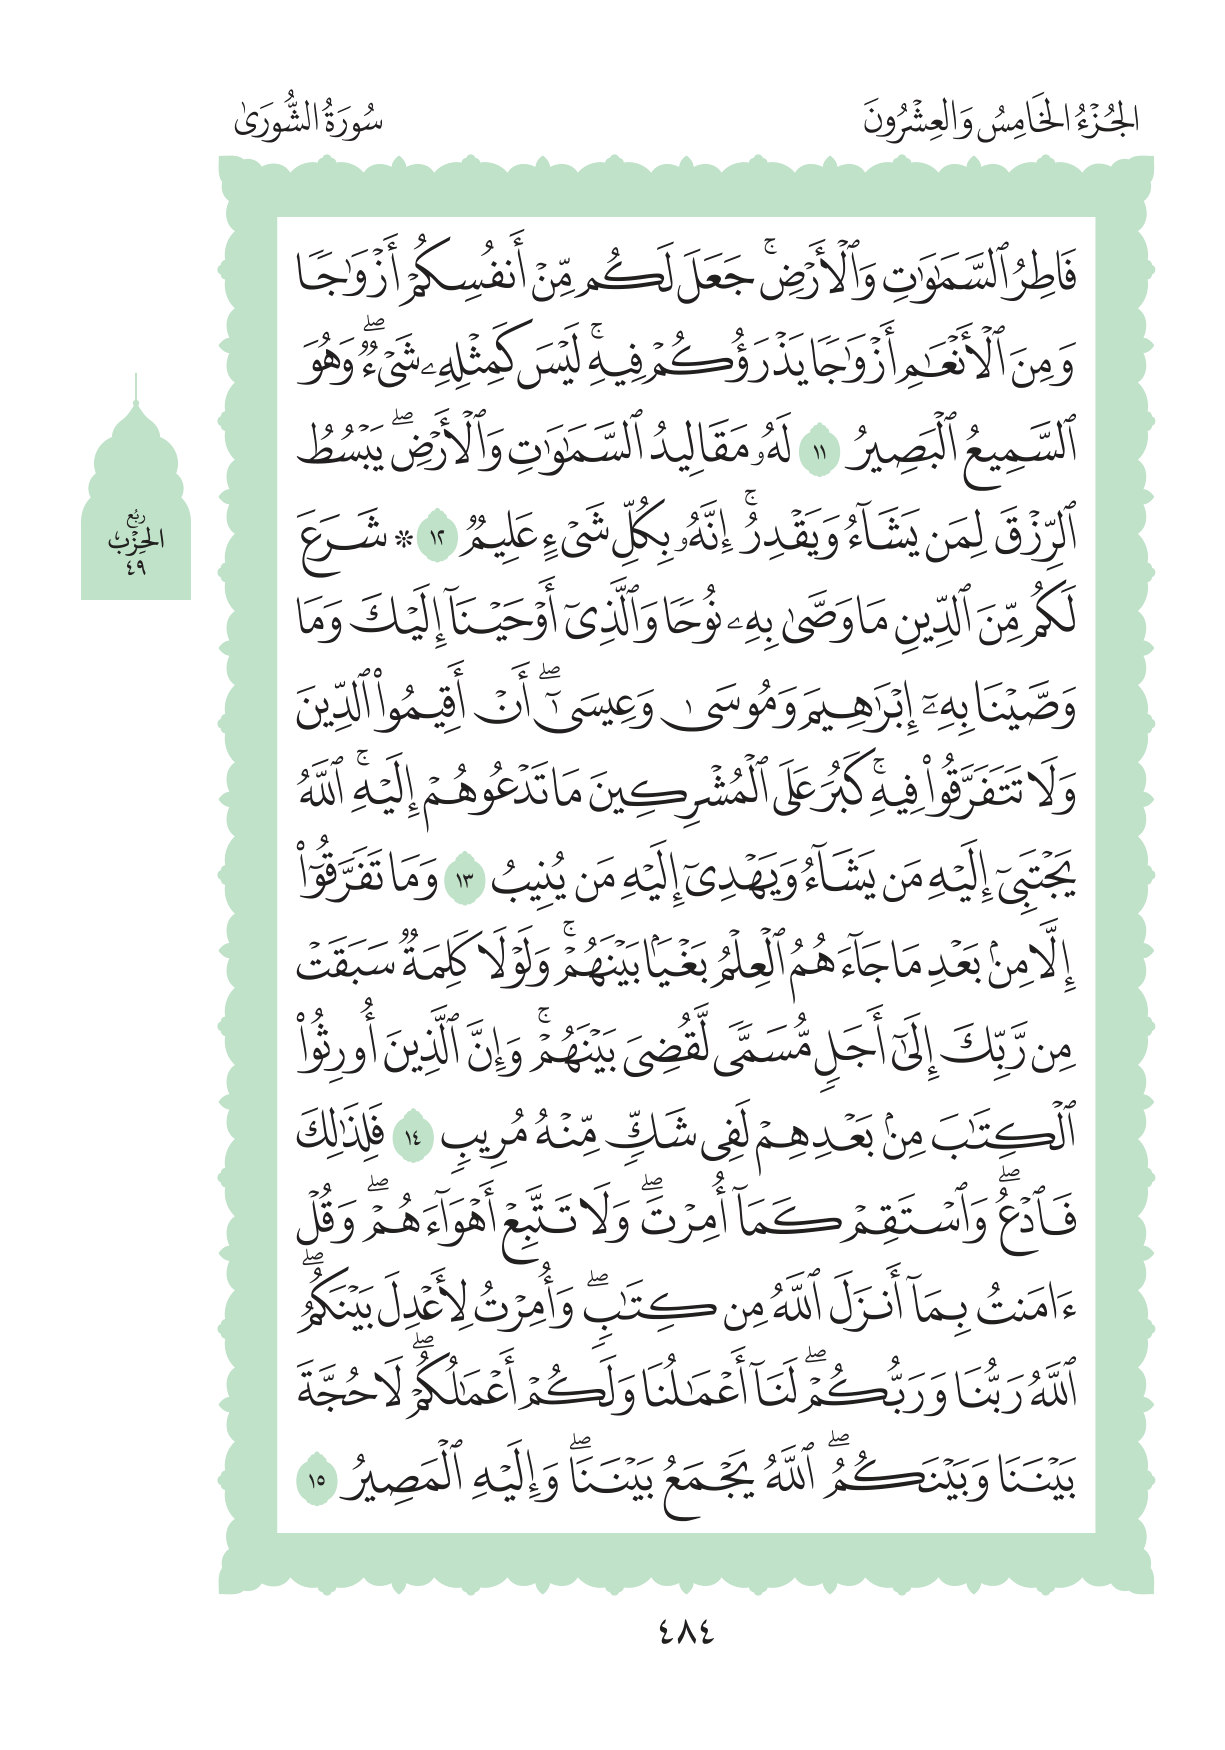 الجُزْءُ الخَامِسُ وَالعِشْرُونَ
سُورَةُ الشُّورَىٰ
فَاطِرُ ٱلسَّمَٰوَٰتِ وَٱلْأَرْضِۚ جَعَلَ لَكُم مِّنْ أَنفُسِكُمْ أَزْوَٰجًا
وَمِنَ ٱلْأَنْعَٰمِ أَزْوَٰجًا يَذْرَؤُكُمْ فِيهِۚ لَيْسَ كَمِثْلِهِۦ شَىْءٌۖ وَهُوَ
ٱلسَّمِيعُ ٱلْبَصِيرُ ١١ لَهُۥ مَقَالِيدُ ٱلسَّمَٰوَٰتِ وَٱلْأَرْضِۖ يَبْسُطُ
ٱلرِّزْقَ لِمَن يَشَآءُ وَيَقْدِرُۚ إِنَّهُۥ بِكُلِّ شَىْءٍ عَلِيمٌ ١٢ ۞ شَرَعَ
لَكُم مِّنَ ٱلدِّينِ مَا وَصَّىٰ بِهِۦ نُوحًا وَٱلَّذِىٓ أَوْحَيْنَآ إِلَيْكَ وَمَا
وَصَّيْنَا بِهِۦٓ إِبْرَٰهِيمَ وَمُوسَىٰ وَعِيسَىٰٓۖ أَنْ أَقِيمُوا۟ ٱلدِّينَ
وَلَا تَتَفَرَّقُوا۟ فِيهِۚ كَبُرَ عَلَى ٱلْمُشْرِكِينَ مَا تَدْعُوهُمْ إِلَيْهِۚ ٱللَّهُ
يَجْتَبِىٓ إِلَيْهِ مَن يَشَآءُ وَيَهْدِىٓ إِلَيْهِ مَن يُنِيبُ ١٣ وَمَا تَفَرَّقُوٓا۟
إِلَّا مِنۢ بَعْدِ مَا جَآءَهُمُ ٱلْعِلْمُ بَغْيًۢا بَيْنَهُمْۚ وَلَوْلَا كَلِمَةٌ سَبَقَتْ
مِن رَّبِّكَ إِلَىٰٓ أَجَلٍ مُّسَمًّى لَّقُضِىَ بَيْنَهُمْۚ وَإِنَّ ٱلَّذِينَ أُورِثُوا۟
ٱلْكِتَٰبَ مِنۢ بَعْدِهِمْ لَفِى شَكٍّ مِّنْهُ مُرِيبٍ ١٤ فَلِذَٰلِكَ
فَٱدْعُۖ وَٱسْتَقِمْ كَمَآ أُمِرْتَۖ وَلَا تَتَّبِعْ أَهْوَآءَهُمْۖ وَقُلْ
ءَامَنتُ بِمَآ أَنزَلَ ٱللَّهُ مِن كِتَٰبٍۖ وَأُمِرْتُ لِأَعْدِلَ بَيْنَكُمُۖ
ٱللَّهُ رَبُّنَا وَرَبُّكُمْۖ لَنَآ أَعْمَٰلُنَا وَلَكُمْ أَعْمَٰلُكُمْۖ لَا حُجَّةَ
بَيْنَنَا وَبَيْنَكُمُۖ ٱللَّهُ يَجْمَعُ بَيْنَنَاۖ وَإِلَيْهِ ٱلْمَصِيرُ ١٥
رُبُع
الحِزْبُ
٤٩
٤٨٤